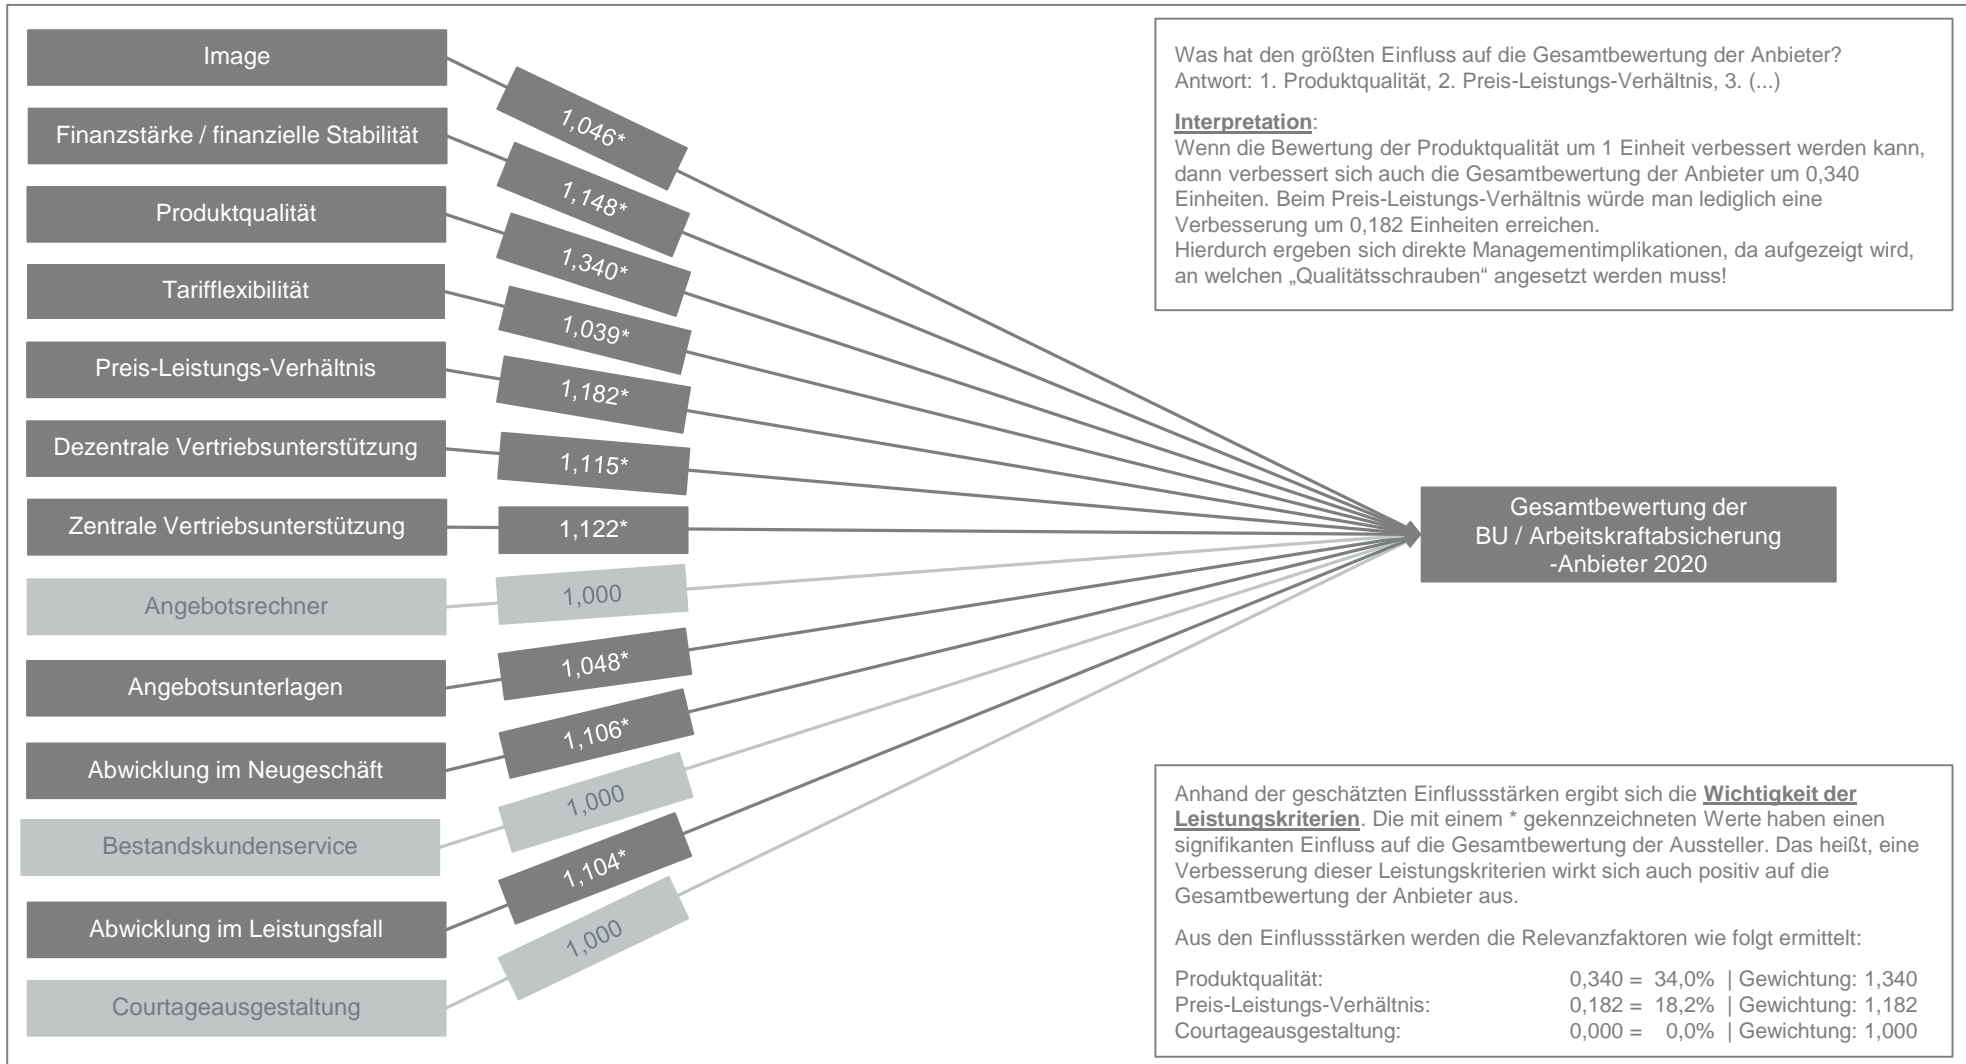 Image
1,046*
Finanzstärke / finanzielle Stabilität
1,148*
Produktqualität
1,340*
Tarifflexibilität
1,039*
Preis-Leistungs-Verhältnis
1,182*
Dezentrale Vertriebsunterstützung
1,115*
Zentrale Vertriebsunterstützung
1,122*
Angebotsrechner
1,000
Angebotsunterlagen
1,048*
Abwicklung im Neugeschäft
1,106*
Bestandskundenservice
1,000
Abwicklung im Leistungsfall
1,104*
Courtageausgestaltung
1,000
Gesamtbewertung der
BU / Arbeitskraftabsicherung
-Anbieter 2020
Was hat den größten Einfluss auf die Gesamtbewertung der Anbieter?
Antwort: 1. Produktqualität, 2. Preis-Leistungs-Verhältnis, 3. (...)
Interpretation:
Wenn die Bewertung der Produktqualität um 1 Einheit verbessert werden kann,
dann verbessert sich auch die Gesamtbewertung der Anbieter um 0,340
Einheiten. Beim Preis-Leistungs-Verhältnis würde man lediglich eine
Verbesserung um 0,182 Einheiten erreichen.
Hierdurch ergeben sich direkte Managementimplikationen, da aufgezeigt wird,
an welchen „Qualitätsschrauben“ angesetzt werden muss!
Anhand der geschätzten Einflussstärken ergibt sich die Wichtigkeit der
Leistungskriterien. Die mit einem * gekennzeichneten Werte haben einen
signifikanten Einfluss auf die Gesamtbewertung der Aussteller. Das heißt, eine
Verbesserung dieser Leistungskriterien wirkt sich auch positiv auf die
Gesamtbewertung der Anbieter aus.
Aus den Einflussstärken werden die Relevanzfaktoren wie folgt ermittelt:
Produktqualität: 0,340 = 34,0% | Gewichtung: 1,340
Preis-Leistungs-Verhältnis: 0,182 = 18,2% | Gewichtung: 1,182
Courtageausgestaltung: 0,000 = 0,0% | Gewichtung: 1,000